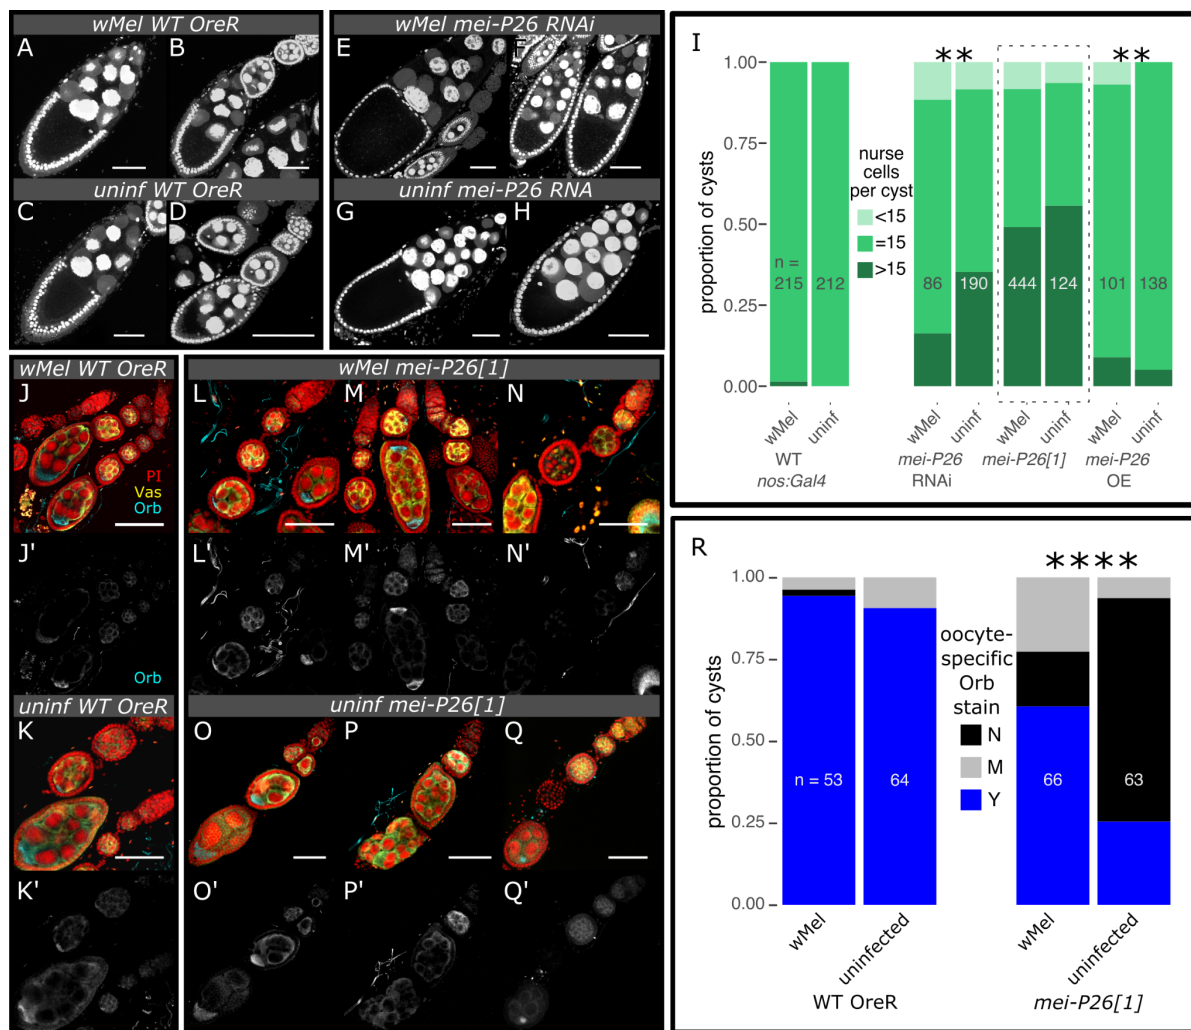 wMel WT OreR
A
B
uninf WT OreR
C
D
wMel mei-P26 RNAi
E
F
uninf mei-P26 RNA
G
H
I
**
**
1.00
0.75
0.50
0.25
0.00
proportion of cysts
nurse
cells
per cyst
<15
=15
>15
n =
215
212
86
190
444
124
101
138
wMel
uninf
wMel
uninf
wMel
uninf
wMel
uninf
WT
nos:Gal4
mei-P26
RNAi
mei-P26[1]
mei-P26
OE
wMel WT OreR
J
PI
Vas
Orb
J'
Orb
uninf WT OreR
K
K'
wMel mei-P26[1]
L
M
N
L'
M'
N'
uninf mei-P26[1]
O
P
Q
O'
P'
Q'
R
****
1.00
0.75
0.50
0.25
0.00
proportion of cysts
oocyte-
specific
Orb
stain
N
M
Y
n = 53
64
66
63
wMel
uninfected
wMel
uninfected
WT OreR
mei-P26[1]